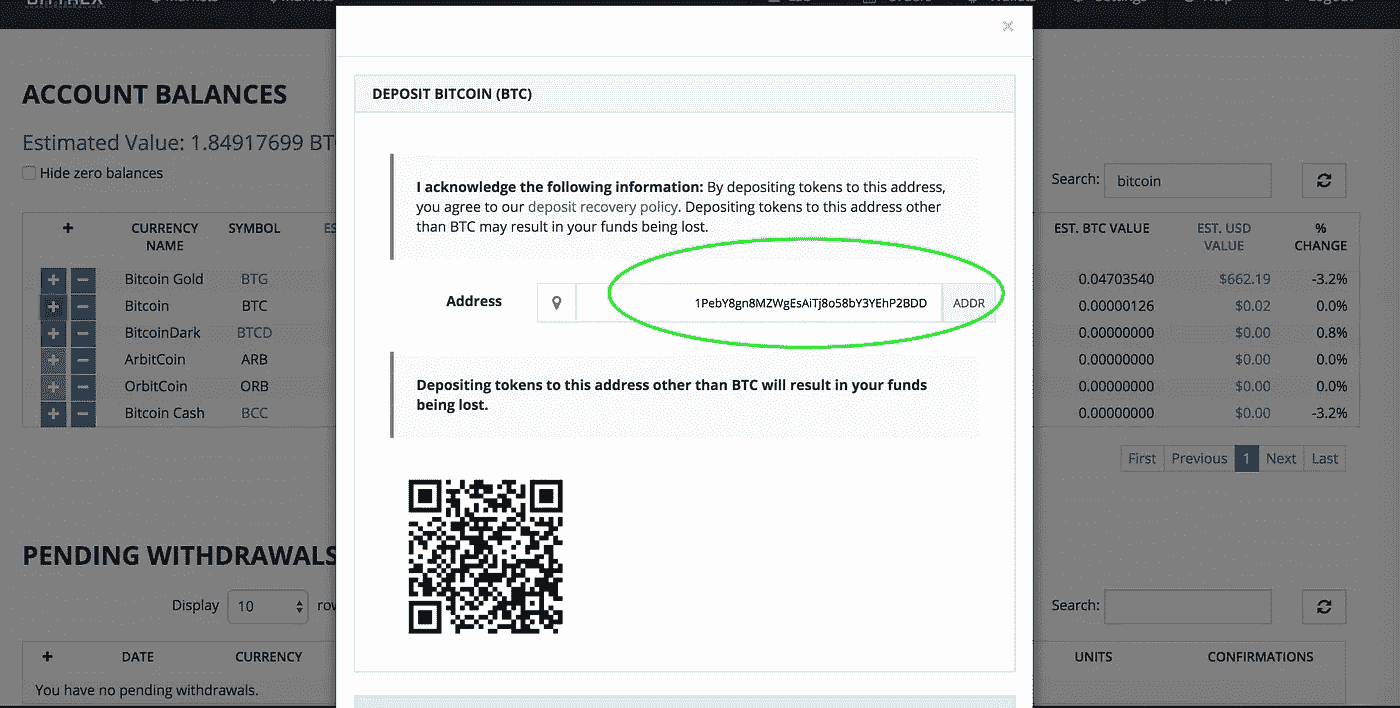 BITTREX
ACCOUNT BALANCES
Estimated Value: 1.84917699 BT
Hide zero balances
Search: bitcoin
+ CURRENCY NAME SYMBOL ES EST. BTC VALUE EST. USD VALUE % CHANGE
+ − Bitcoin Gold BTG 0.04703540 $662.19 -3.2%
+ − Bitcoin BTC 0.00000126 $0.02 0.0%
+ − BitcoinDark BTCD 0.00000000 $0.00 0.8%
+ − ArbitCoin ARB 0.00000000 $0.00 0.0%
+ − OrbitCoin ORB 0.00000000 $0.00 0.0%
+ − Bitcoin Cash BCC 0.00000000 $0.00 -3.2%
First Previous 1 Next Last
×
DEPOSIT BITCOIN (BTC)
I acknowledge the following information: By depositing tokens to this address,
you agree to our deposit recovery policy. Depositing tokens to this address other
than BTC may result in your funds being lost.
Address 1PebY8gn8MZWgEsAiTj8o58bY3YEhP2BDD ADDR
Depositing tokens to this address other than BTC will result in your funds
being lost.
PENDING WITHDRAWALS
Display 10 rov
Search:
+ DATE CURRENCY UNITS CONFIRMATIONS
You have no pending withdrawals.